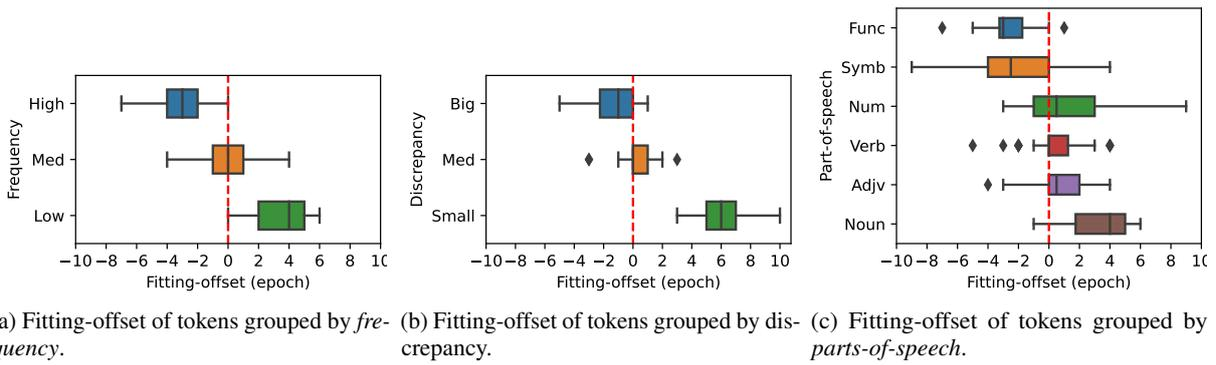 High
Med
Low
Frequency
−10 −8 −6 −4 −2 0 2 4 6 8 10
Fitting-offset (epoch)
a) Fitting-offset of tokens grouped by fre-
quency.
Big
Med
Small
Discrepancy
−10 −8 −6 −4 −2 0 2 4 6 8 10
Fitting-offset (epoch)
(b) Fitting-offset of tokens grouped by dis-
crepancy.
Func
Symb
Num
Verb
Adjv
Noun
Part-of-speech
−10 −8 −6 −4 −2 0 2 4 6 8 10
Fitting-offset (epoch)
(c) Fitting-offset of tokens grouped by
parts-of-speech.